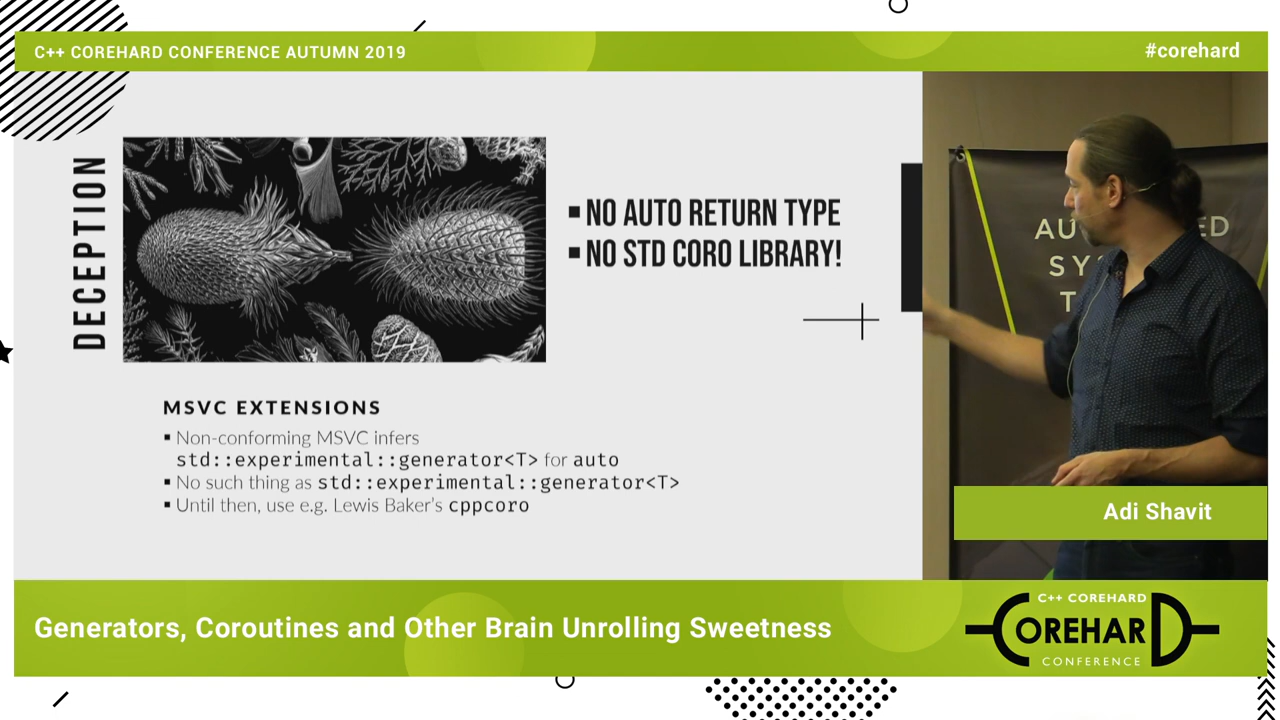 C++ COREHARD CONFERENCE AUTUMN 2019
#corehard
DECEPTION
▪ NO AUTO RETURN TYPE
▪ NO STD CORO LIBRARY!
MSVC EXTENSIONS
▪ Non-conforming MSVC infers
std::experimental::generator<T> for auto
▪ No such thing as std::experimental::generator<T>
▪ Until then, use e.g. Lewis Baker's cppcoro
Adi Shavit
Generators, Coroutines and Other Brain Unrolling Sweetness
C++ COREHARD
COREHARD
CONFERENCE